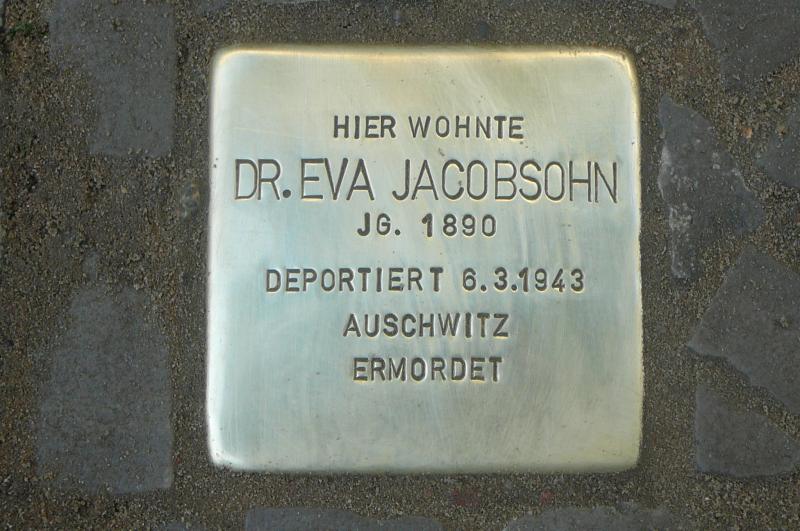 HIER WOHNTE
DR. EVA JACOBSOHN
JG. 1890
DEPORTIERT 6.3.1943
AUSCHWITZ
ERMORDET